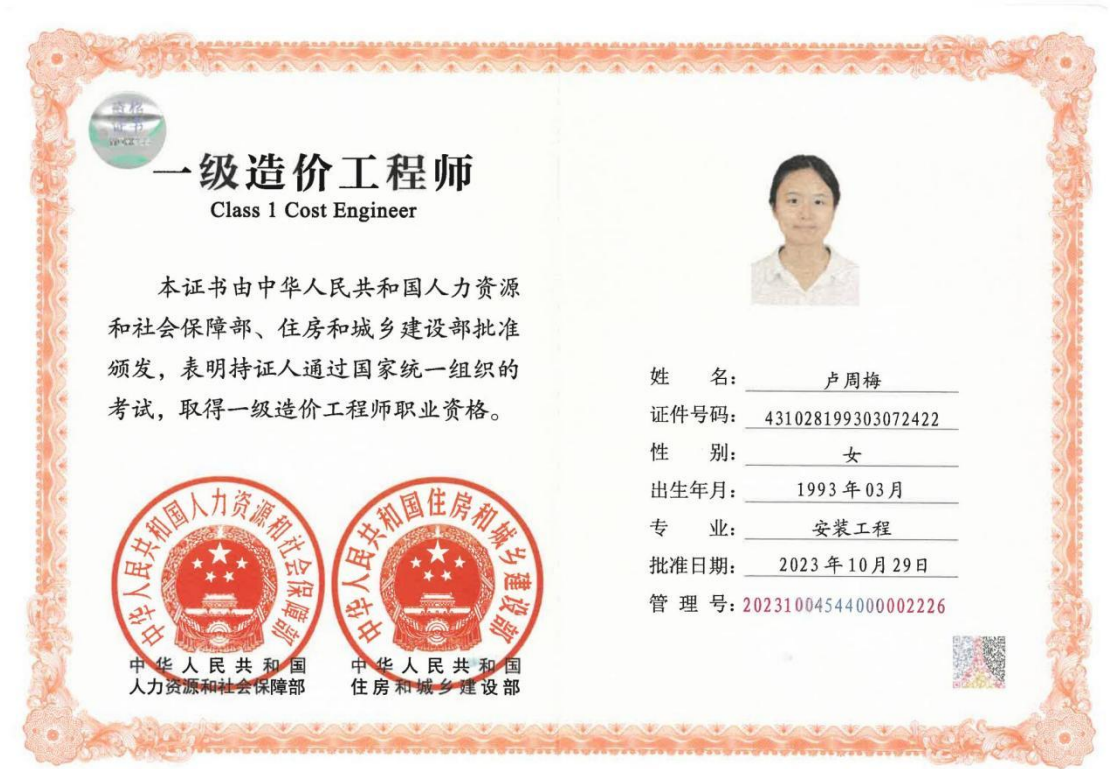 一级造价工程师
Class 1 Cost Engineer
本证书由中华人民共和国人力资源
和社会保障部、住房和城乡建设部批准
颁发，表明持证人通过国家统一组织的
考试，取得一级造价工程师职业资格。
中华人民共和国人力资源和社会保障部
中华人民共和国住房和城乡建设部
中华人民共和国
人力资源和社会保障部
中华人民共和国
住房和城乡建设部
姓 名：卢周梅
证件号码：431028199303072422
性 别：女
出生年月：1993年03月
专 业：安装工程
批准日期：2023年10月29日
管 理 号：20231004544000002226